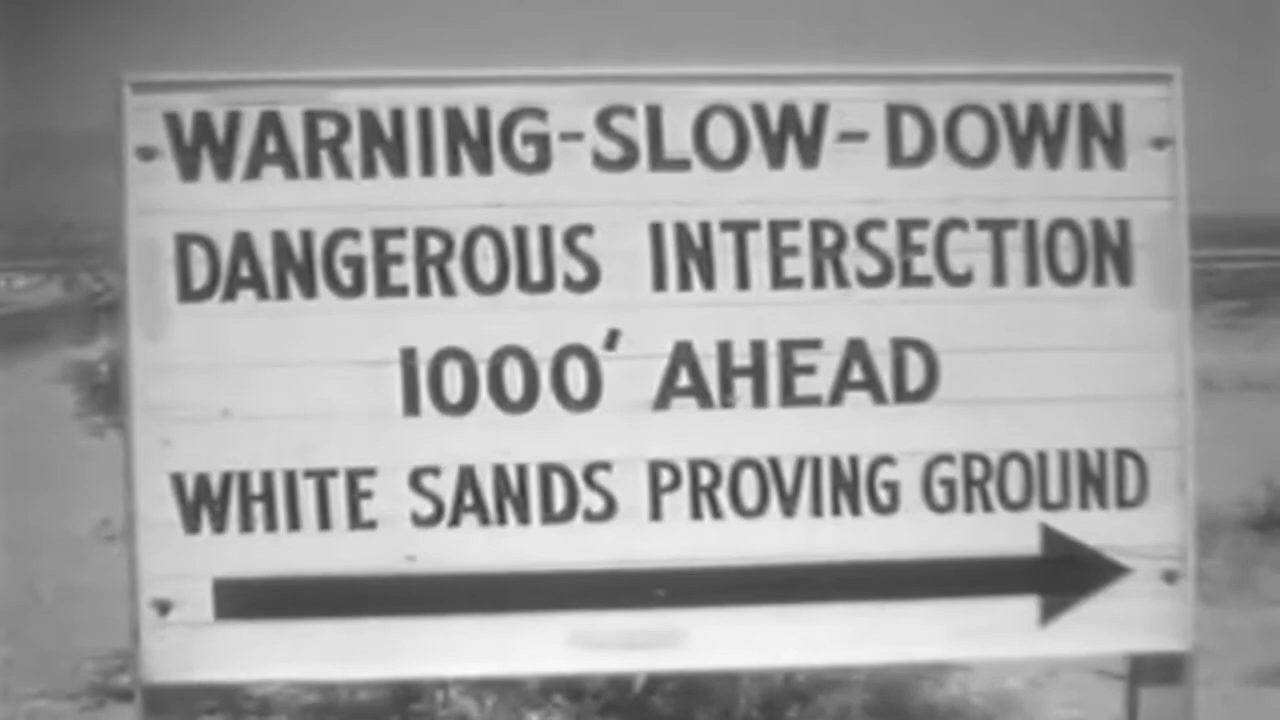 WARNING-SLOW-DOWN
DANGEROUS INTERSECTION
1000' AHEAD
WHITE SANDS PROVING GROUND